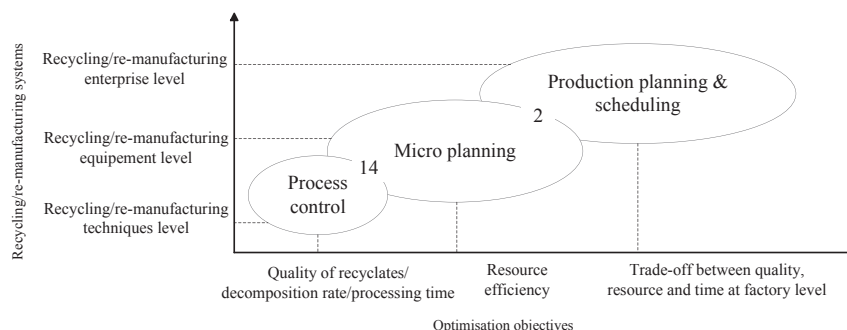 Recycling/re-manufacturing systems
Recycling/re-manufacturing
enterprise level
Recycling/re-manufacturing
equipement level
Recycling/re-manufacturing
techniques level
Production planning &
scheduling
2
Micro planning
14
Process
control
Quality of recyclates/
decomposition rate/processing time
Resource
efficiency
Trade-off between quality,
resource and time at factory level
Optimisation objectives